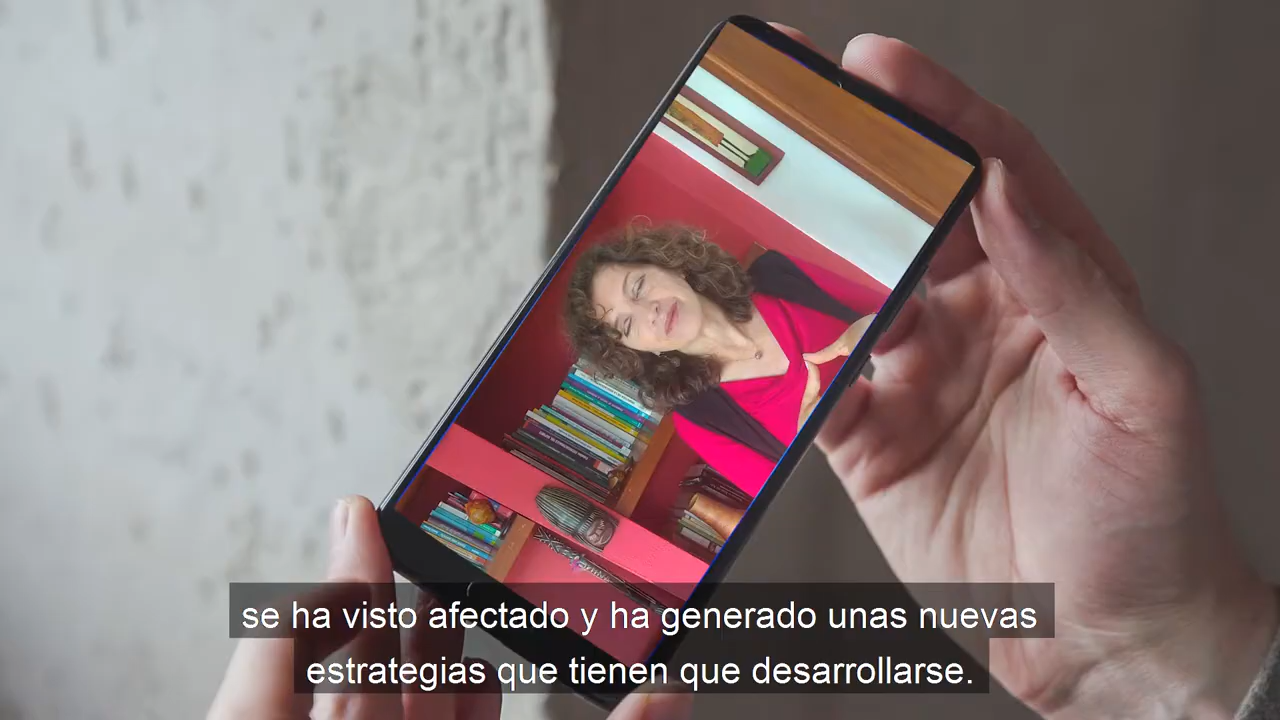 se ha visto afectado y ha generado unas nuevas
estrategias que tienen que desarrollarse.